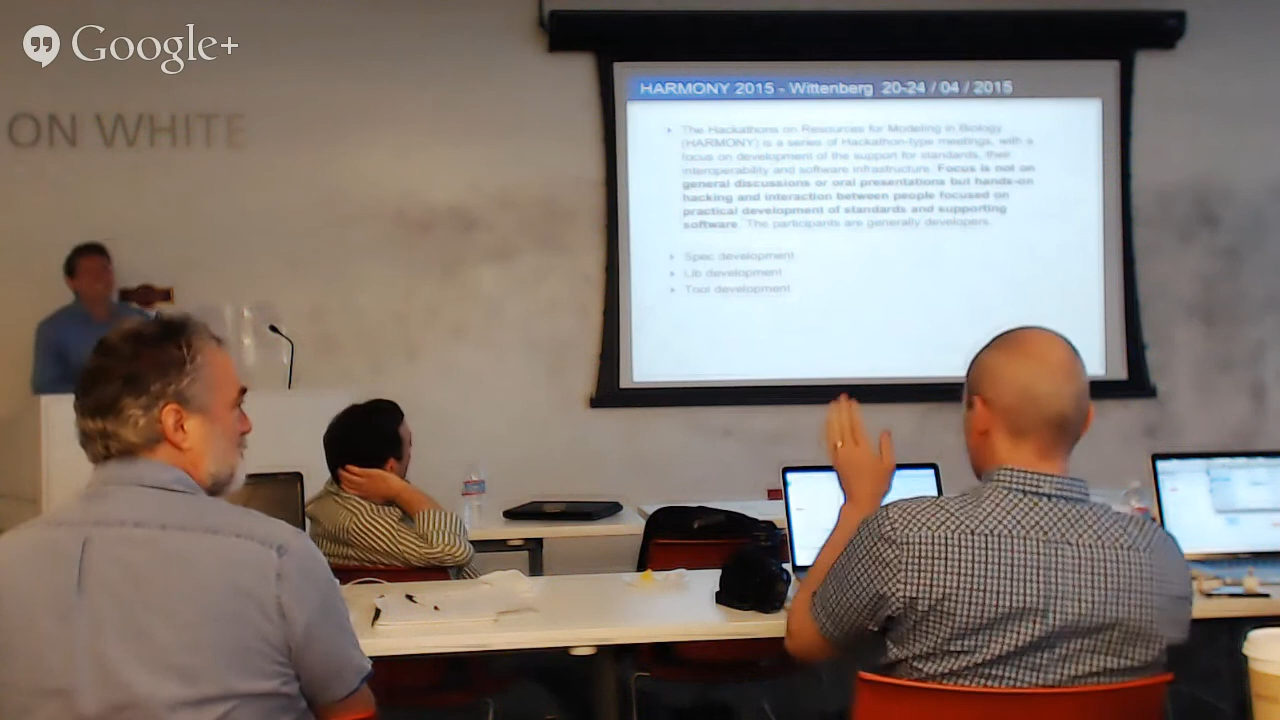 Google+
ON WHITE
HARMONY 2015 - Wittenberg 20-24 / 04 / 2015
The Hackathons on Resources for Modeling in Biology
(HARMONY) is a series of Hackathon-type meetings, with a
focus on development of the support for standards, their
interoperability and software infrastructure. Focus is not on
general discussions or oral presentations but hands-on
hacking and interaction between people focused on
practical development of standards and supporting
software. The participants are generally developers.
Spec development
Lib development
Tool development